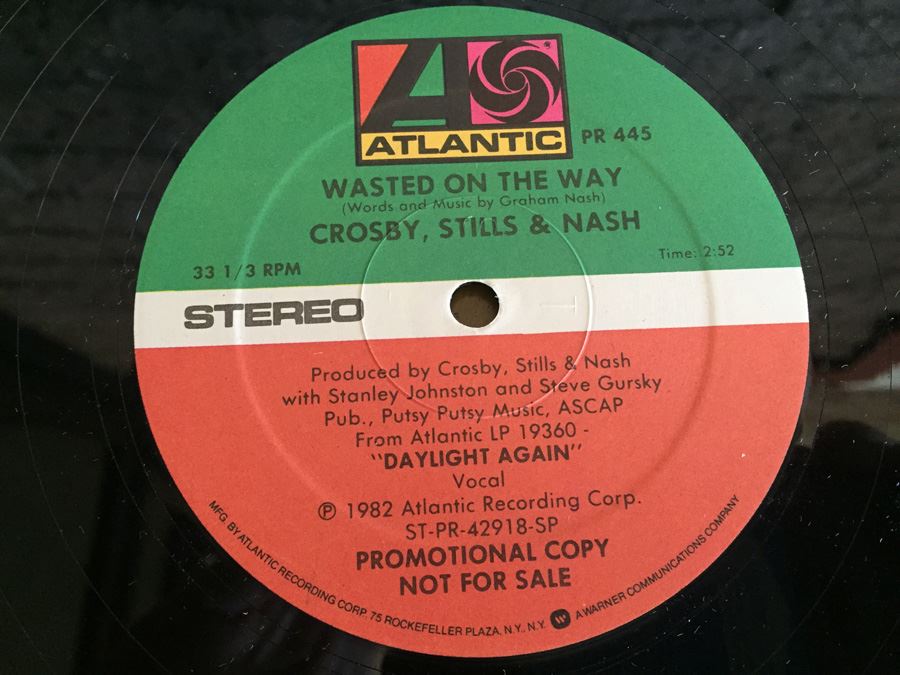 ATLANTIC
PR 445
WASTED ON THE WAY
(Words and Music by Graham Nash)
CROSBY, STILLS & NASH
33 1/3 RPM
Time: 2:52
STEREO
Produced by Crosby, Stills & Nash
with Stanley Johnston and Steve Gursky
Pub., Putsy Putsy Music, ASCAP
From Atlantic LP 19360 -
"DAYLIGHT AGAIN"
Vocal
℗ 1982 Atlantic Recording Corp.
ST-PR-42918-SP
PROMOTIONAL COPY
NOT FOR SALE
MFG. BY ATLANTIC RECORDING CORP. 75 ROCKEFELLER PLAZA, N.Y., N.Y. W A WARNER COMMUNICATIONS COMPANY